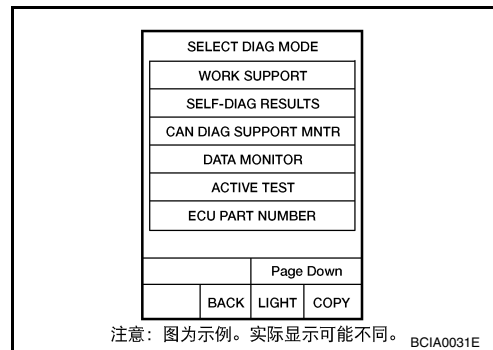 SELECT DIAG MODE
WORK SUPPORT
SELF-DIAG RESULTS
CAN DIAG SUPPORT MNTR
DATA MONITOR
ACTIVE TEST
ECU PART NUMBER
Page Down
BACK LIGHT COPY
注意：图为示例。实际显示可能不同。 BCIA0031E